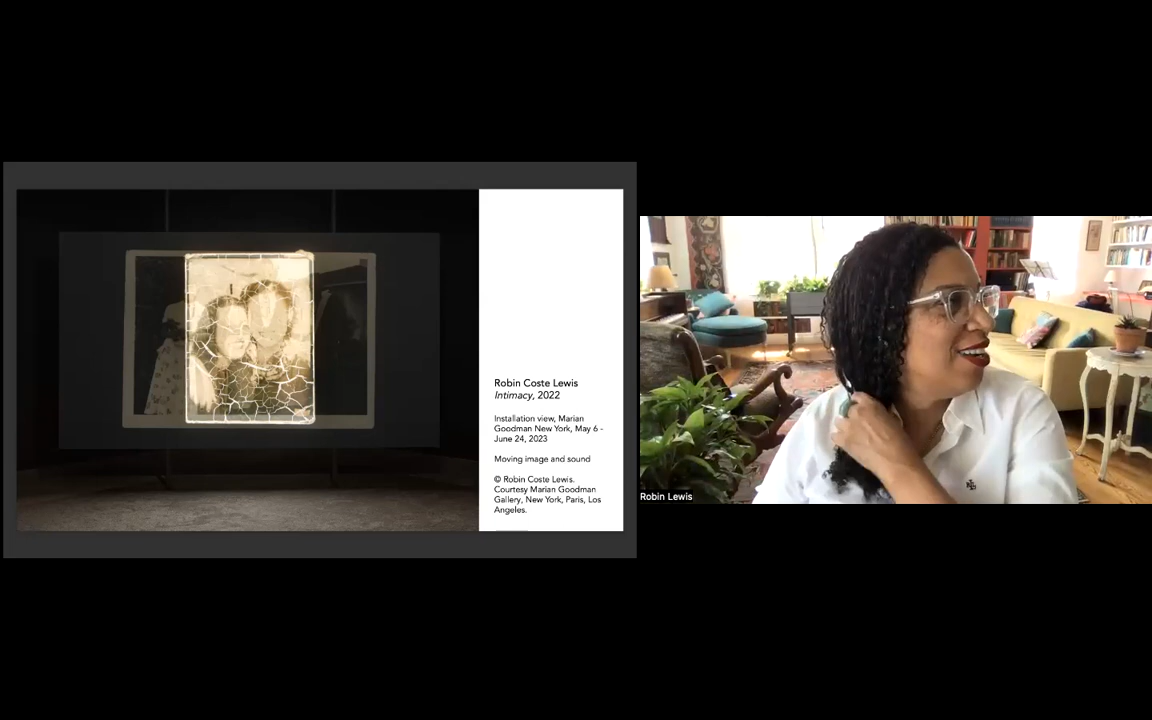 Robin Coste Lewis
Intimacy, 2022
Installation view, Marian
Goodman New York, May 6 -
June 24, 2023
Moving image and sound
© Robin Coste Lewis.
Courtesy Marian Goodman
Gallery, New York, Paris, Los
Angeles.
Robin Lewis